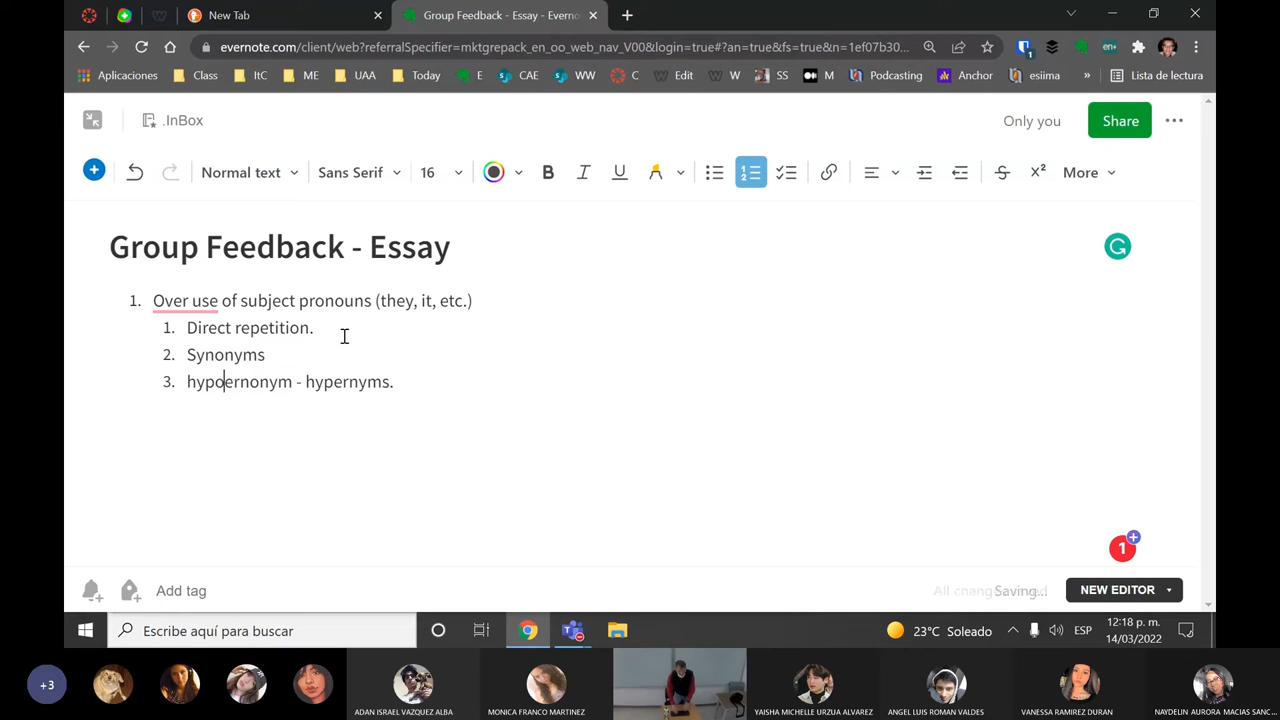 New Tab
Group Feedback - Essay - Everno
evernote.com/client/web?referralSpecifier=mktgrepack_en_oo_web_nav_V00&login=true#?an=true&fs=true&n=1ef07b30...
Aplicaciones Class ItC ME UAA Today E CAE WW C Edit W SS M Podcasting Anchor esiima » Lista de lectura
.InBox Only you Share
Normal text Sans Serif 16 B I U More
Group Feedback - Essay
1. Over use of subject pronouns (they, it, etc.)
1. Direct repetition.
2. Synonyms
3. hypoernonym - hypernyms.
1
Add tag Saving... NEW EDITOR
Escribe aquí para buscar 23°C Soleado ESP 12:18 p. m.
14/03/2022
+3 ADAN ISRAEL VAZQUEZ ALBA MONICA FRANCO MARTINEZ YAISHA MICHELLE URZUA ALVAREZ ANGEL LUIS ROMAN VALDES VANESSA RAMIREZ DURAN NAYDELIN AURORA MACIAS SANC...